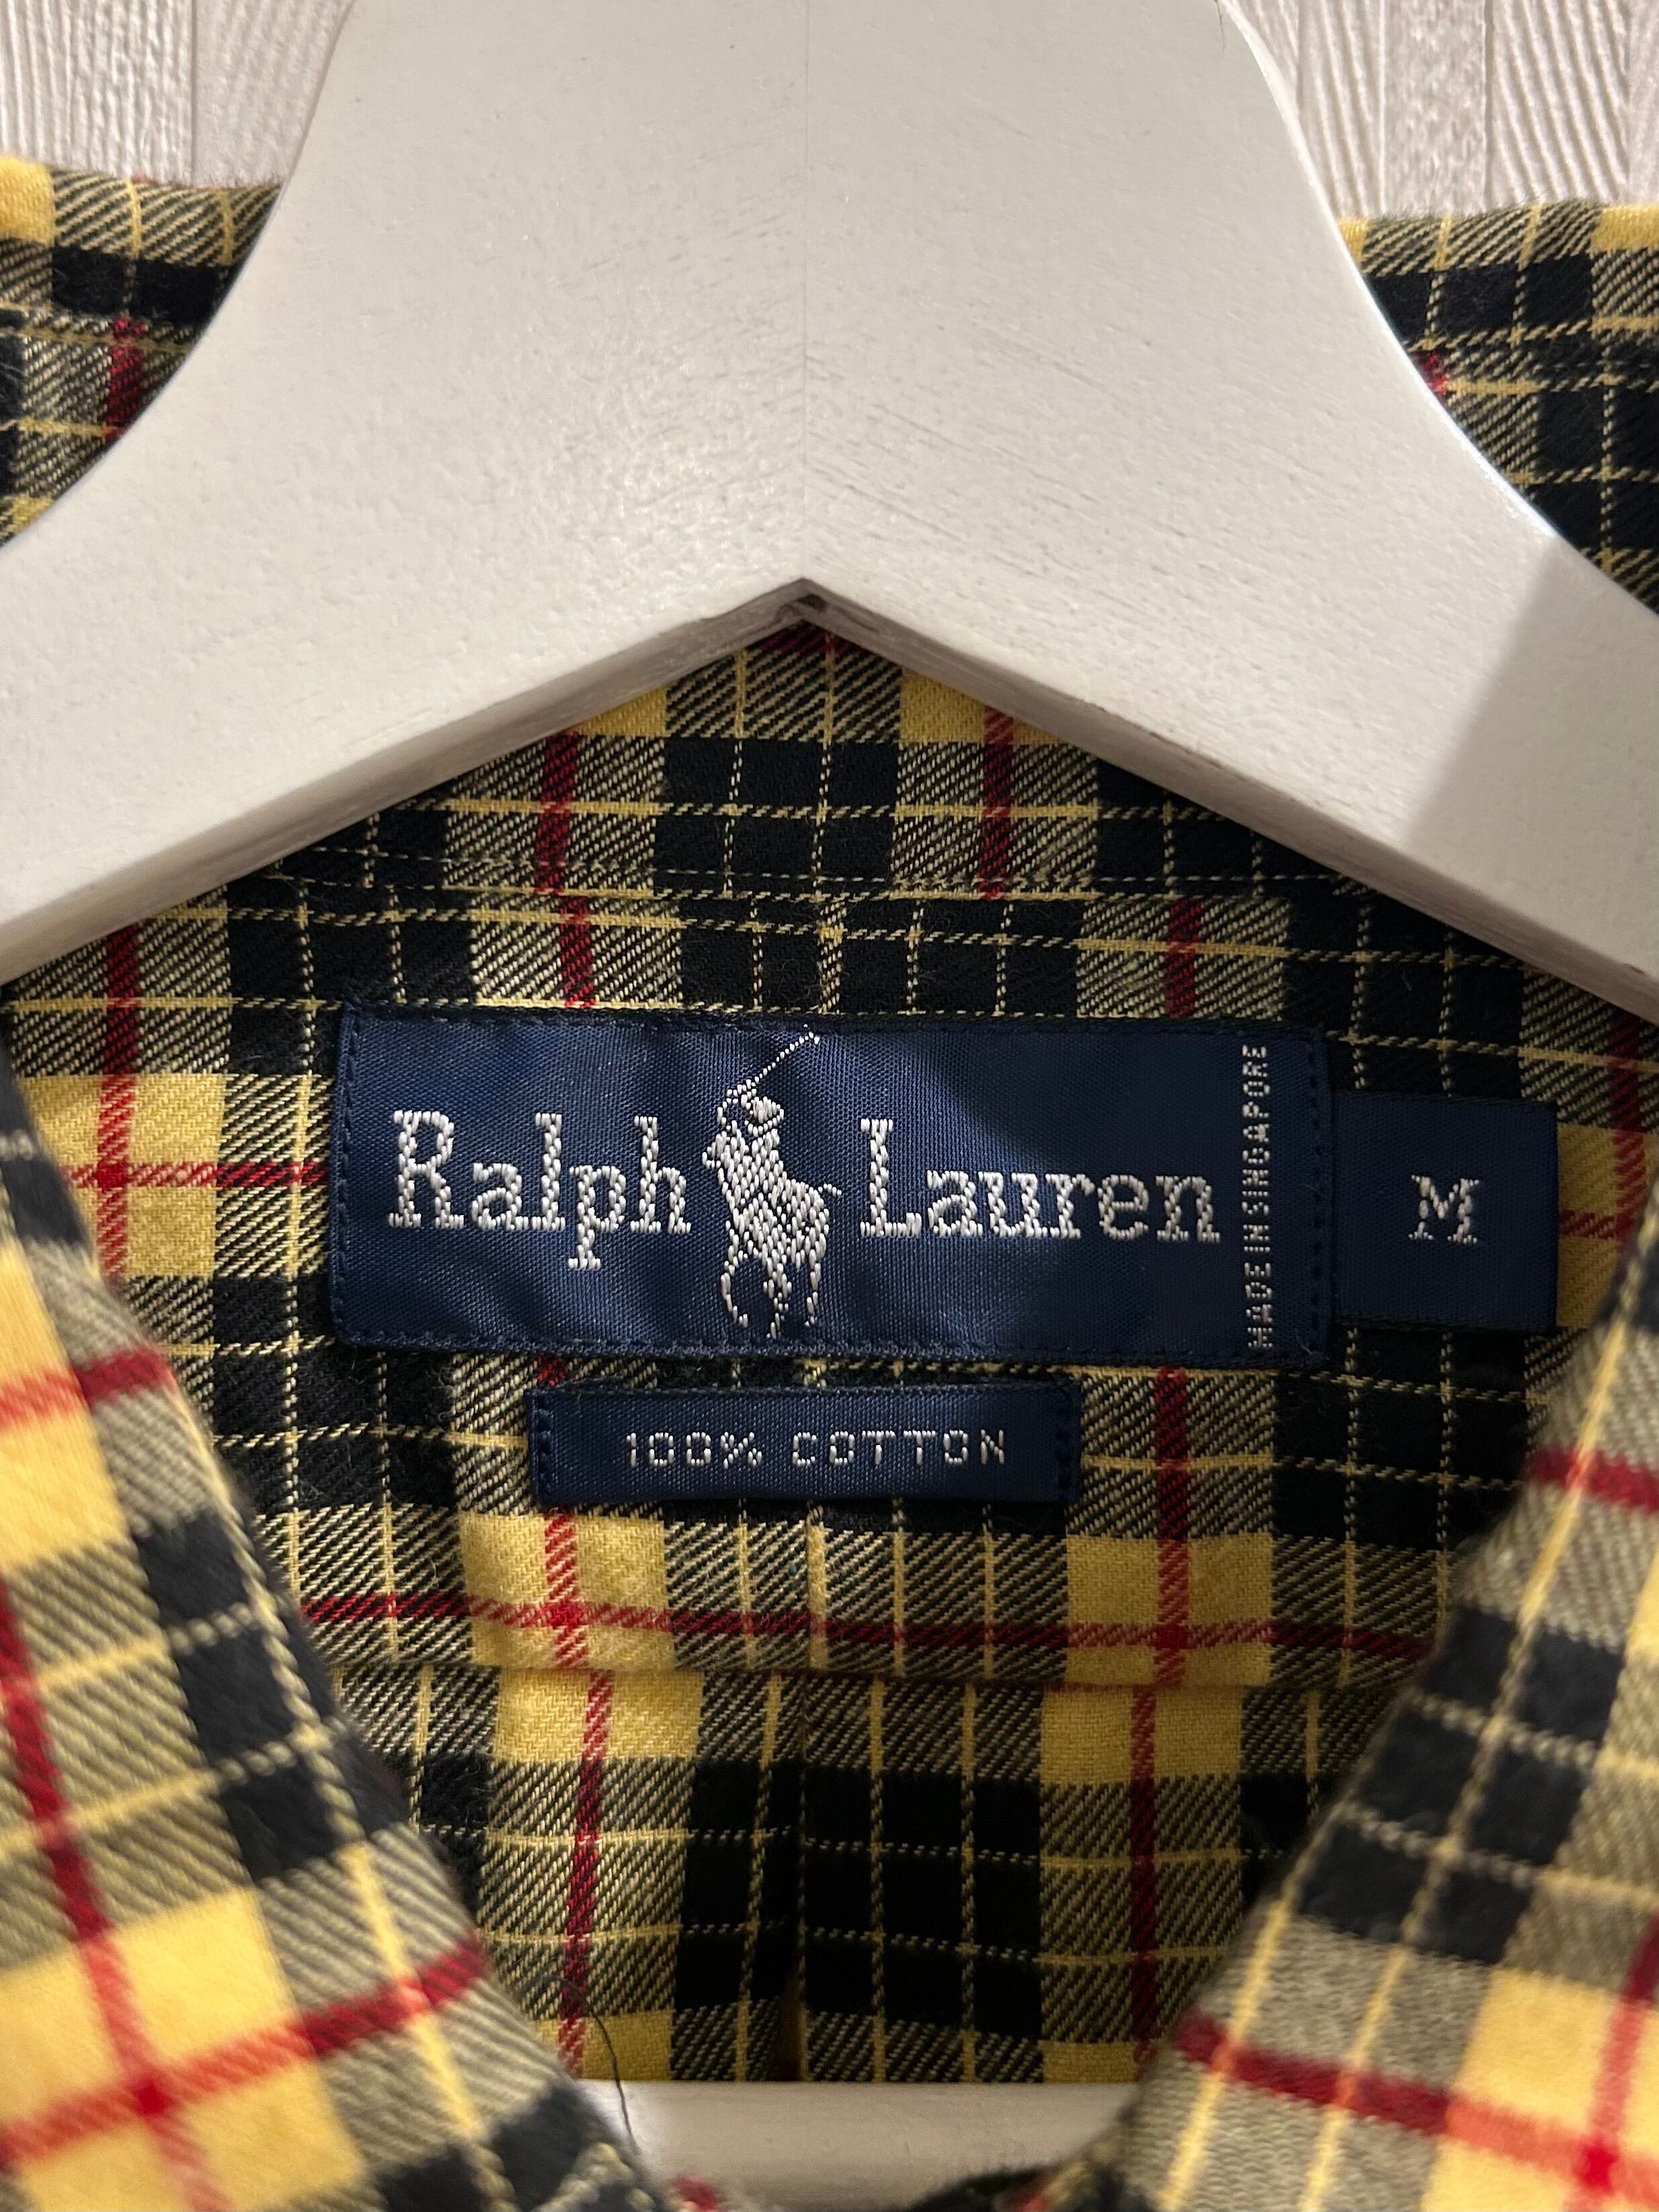 Ralph Lauren
MADE IN SINGAPORE
M
100% COTTON